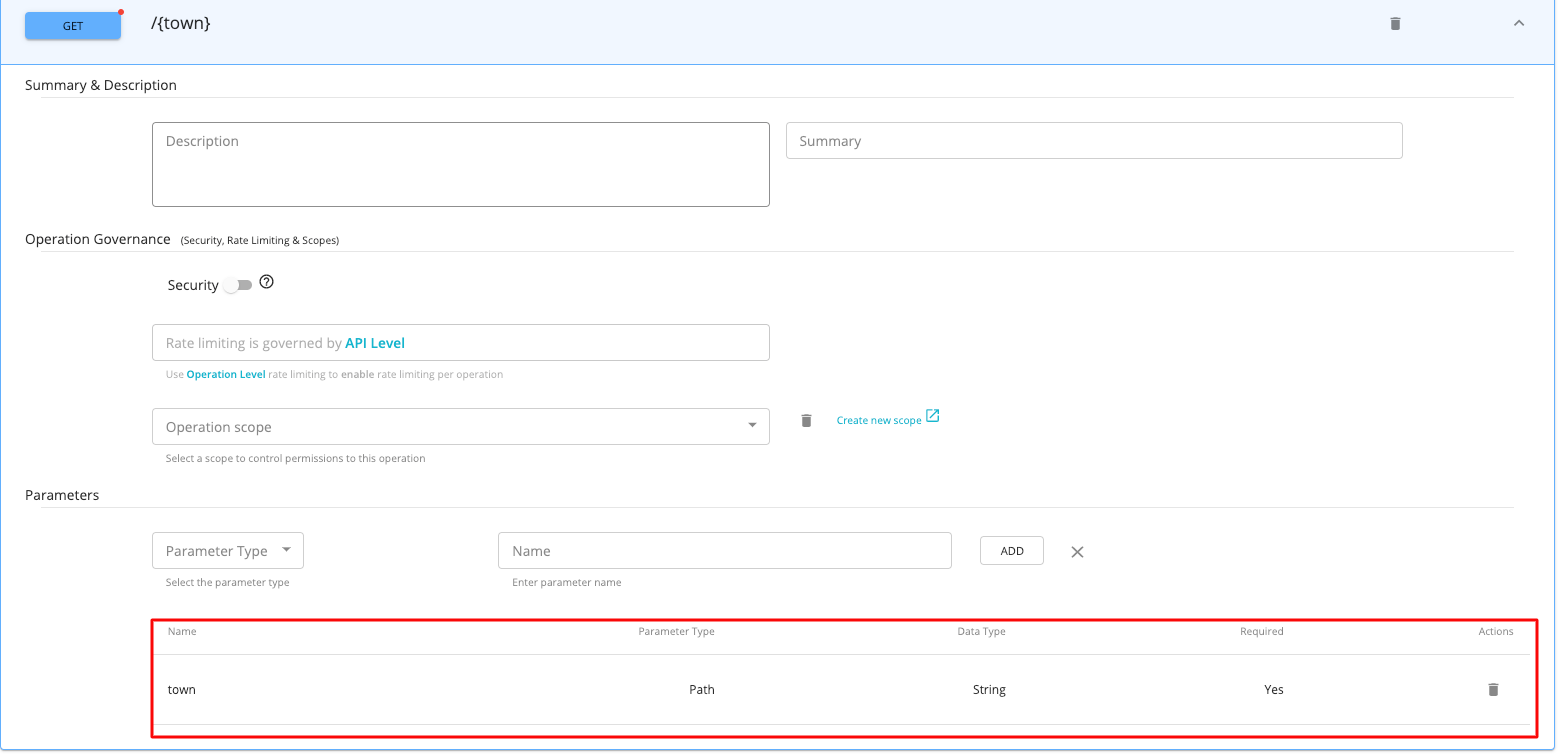 GET /{town}
Summary & Description
Description Summary
Operation Governance (Security, Rate Limiting & Scopes)
Security
Rate limiting is governed by API Level
Use Operation Level rate limiting to enable rate limiting per operation
Operation scope Create new scope
Select a scope to control permissions to this operation
Parameters
Parameter Type Name ADD
Select the parameter type Enter parameter name
Name Parameter Type Data Type Required Actions
town Path String Yes